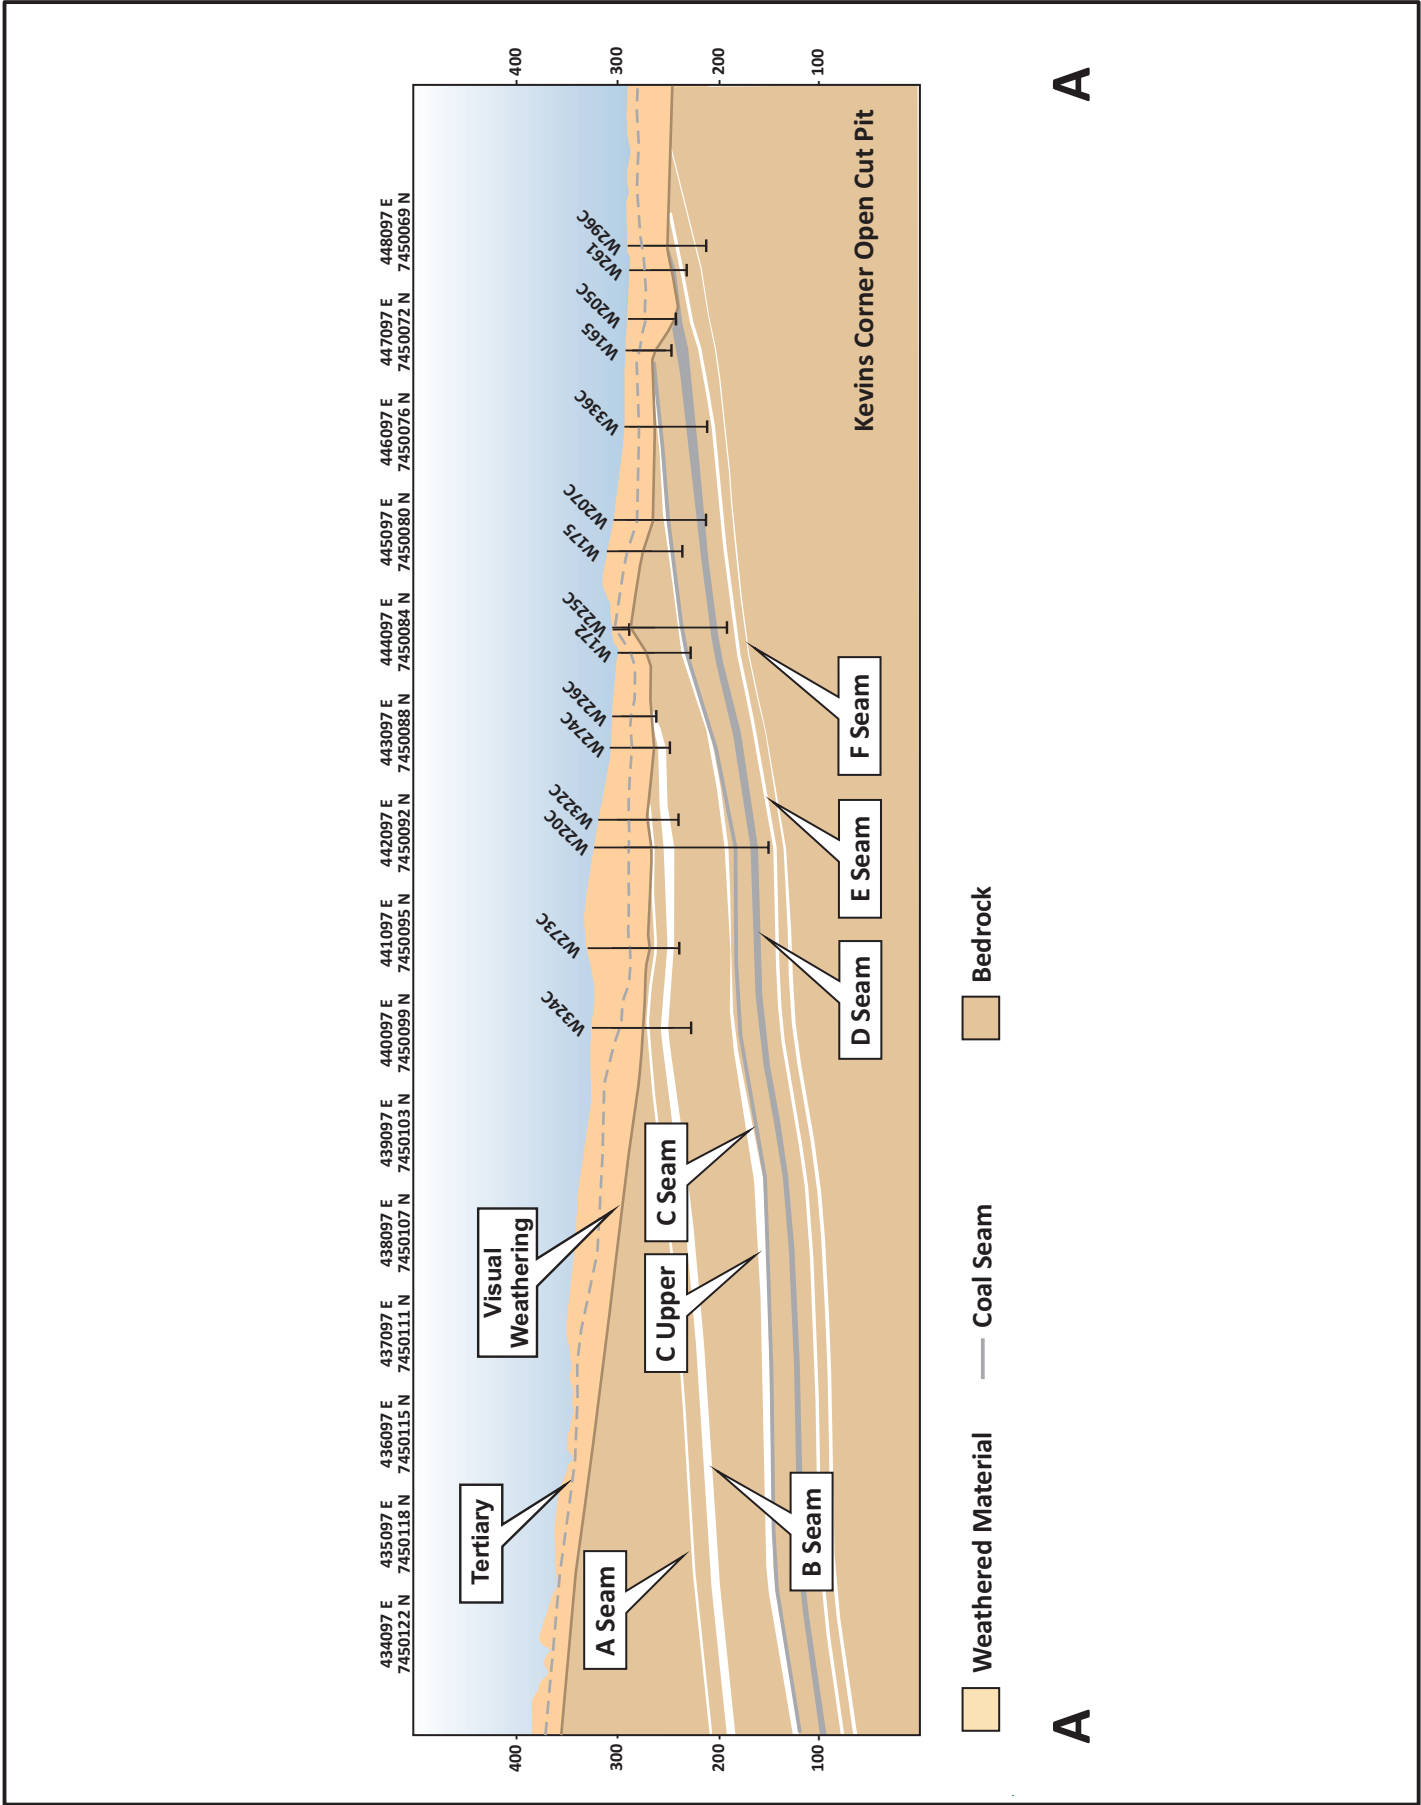 434097 E
7450122 N
435097 E
7450118 N
436097 E
7450115 N
437097 E
7450111 N
438097 E
7450107 N
439097 E
7450103 N
440097 E
7450099 N
441097 E
7450095 N
442097 E
7450092 N
443097 E
7450088 N
444097 E
7450084 N
445097 E
7450080 N
446097 E
7450076 N
447097 E
7450072 N
448097 E
7450069 N
400
300
200
100
400
300
200
100
W324C
W273C
W220C
W322C
W274C
W226C
W172
W225C
W175
W207C
W336C
W165
W205C
W261
W296C
Tertiary
Visual
Weathering
A Seam
C Upper
C Seam
B Seam
D Seam
E Seam
F Seam
Kevins Corner Open Cut Pit
Weathered Material
Coal Seam
Bedrock
A
A